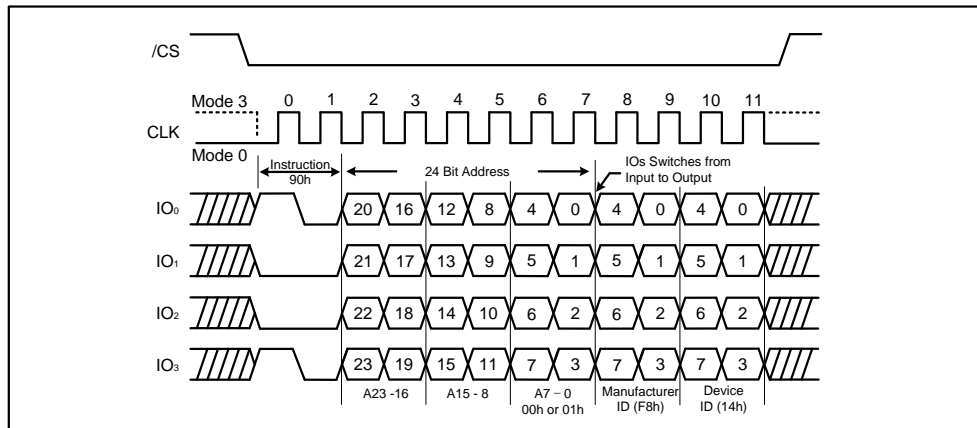 /CS
Mode 3 0 1 2 3 4 5 6 7 8 9 10 11
CLK
Mode 0
Instruction
90h
24 Bit Address
IOs Switches from
Input to Output
IO₀ 20 16 12 8 4 0 4 0 4 0
IO₁ 21 17 13 9 5 1 5 1 5 1
IO₂ 22 18 14 10 6 2 6 2 6 2
IO₃ 23 19 15 11 7 3 7 3 7 3
A23 -16 A15 - 8 A7 – 0 Manufacturer Device
00h or 01h ID (F8h) ID (14h)